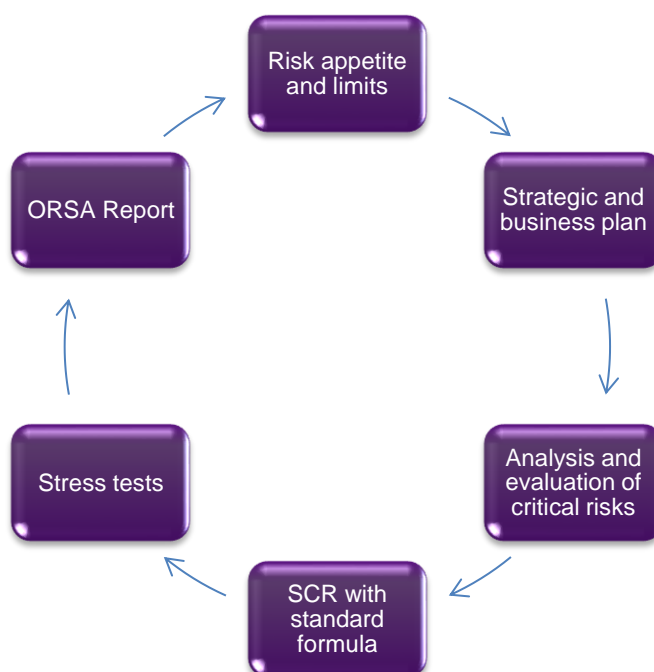 Risk appetite
and limits
Strategic and
business plan
Analysis and
evaluation of
critical risks
SCR with
standard
formula
Stress tests
ORSA Report